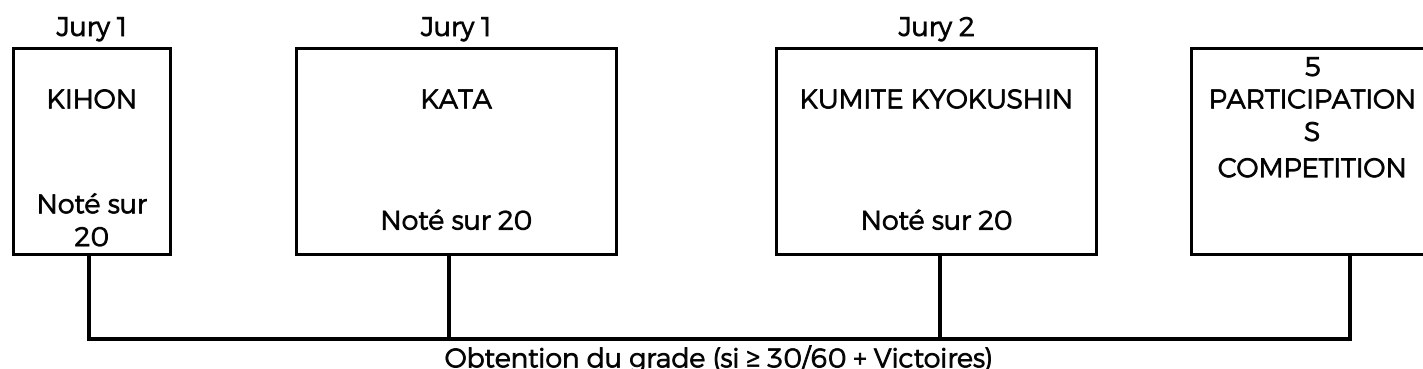 Jury 1
KIHON
Noté sur
20
Jury 1
KATA
Noté sur 20
Jury 2
KUMITE KYOKUSHIN
Noté sur 20
5
PARTICIPATION
S
COMPETITION
Obtention du grade (si ≥ 30/60 + Victoires)